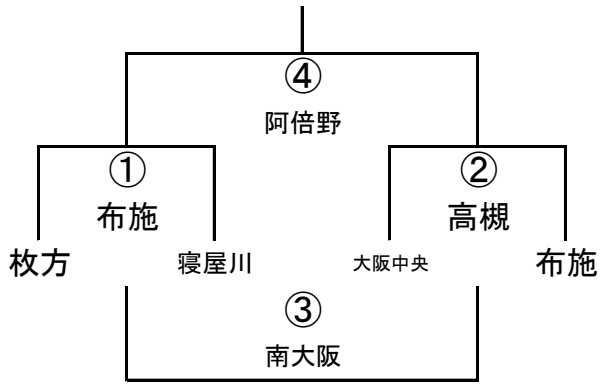 ④
阿倍野
① ②
布施 高槻
枚方 寝屋川 大阪中央 布施
③
南大阪